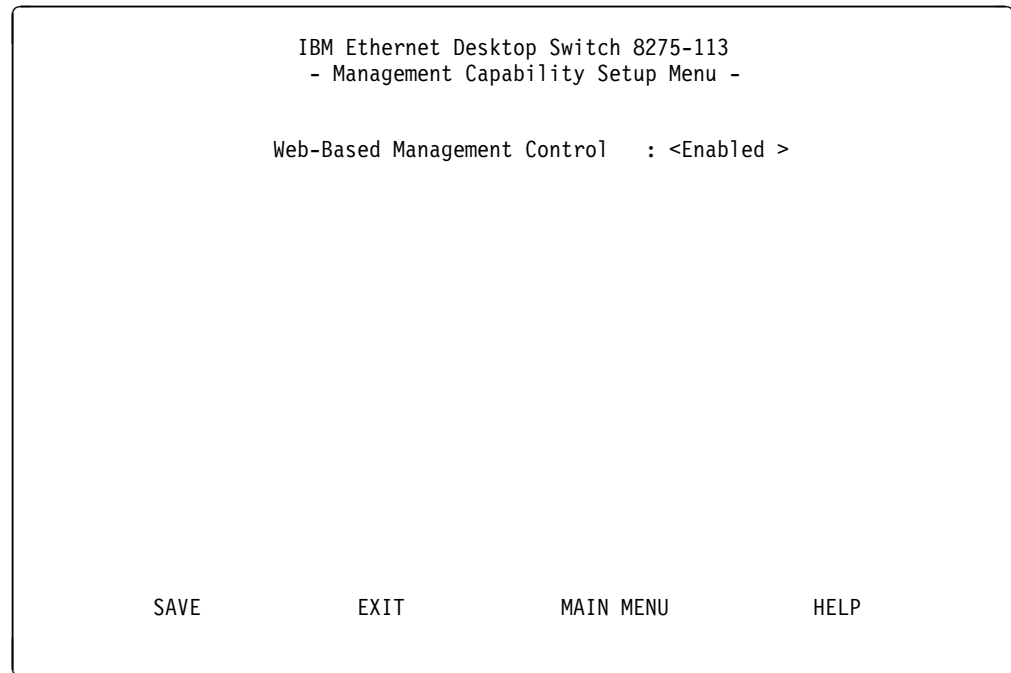 IBM Ethernet Desktop Switch 8275-113
- Management Capability Setup Menu -
Web-Based Management Control : <Enabled >
SAVE EXIT MAIN MENU HELP